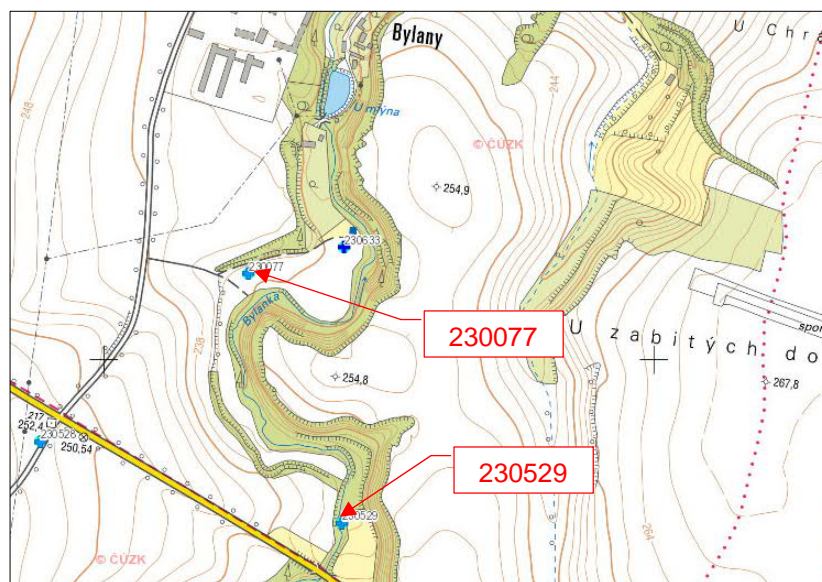 Bylany
U Chr
248
244
U mlýna
© ČÚZK
254,9
230633
230077
Bylanka
230077
238
U zabitých do
spor
254,8
267,8
217
252,4
230528
250,54
230529
230529
264
© ČÚZK